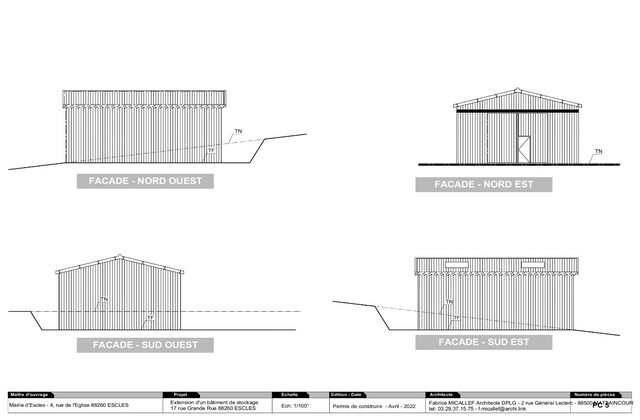 TN
TF
FACADE - NORD OUEST
TN
FACADE - NORD EST
TN
TF
FACADE - SUD OUEST
TN
TF
FACADE - SUD EST
Maître d'ouvrage
Projet
Echelle
Edition - Date
Architecte
Numéro de pièces
Mairie d'Escles - 4, rue de l'Eglise 88260 ESCLES
Extension d'un bâtiment de stockage
17 rue Grande Rue 88260 ESCLES
Ech: 1/100°
Permis de construire - Avril - 2022
Fabrice MICALLEF Architecte DPLG - 2 rue Général Leclerc - 88500 MATTAINCOURT
tel: 03.29.37.15.75 - f.micallef@archi.link
PC 5